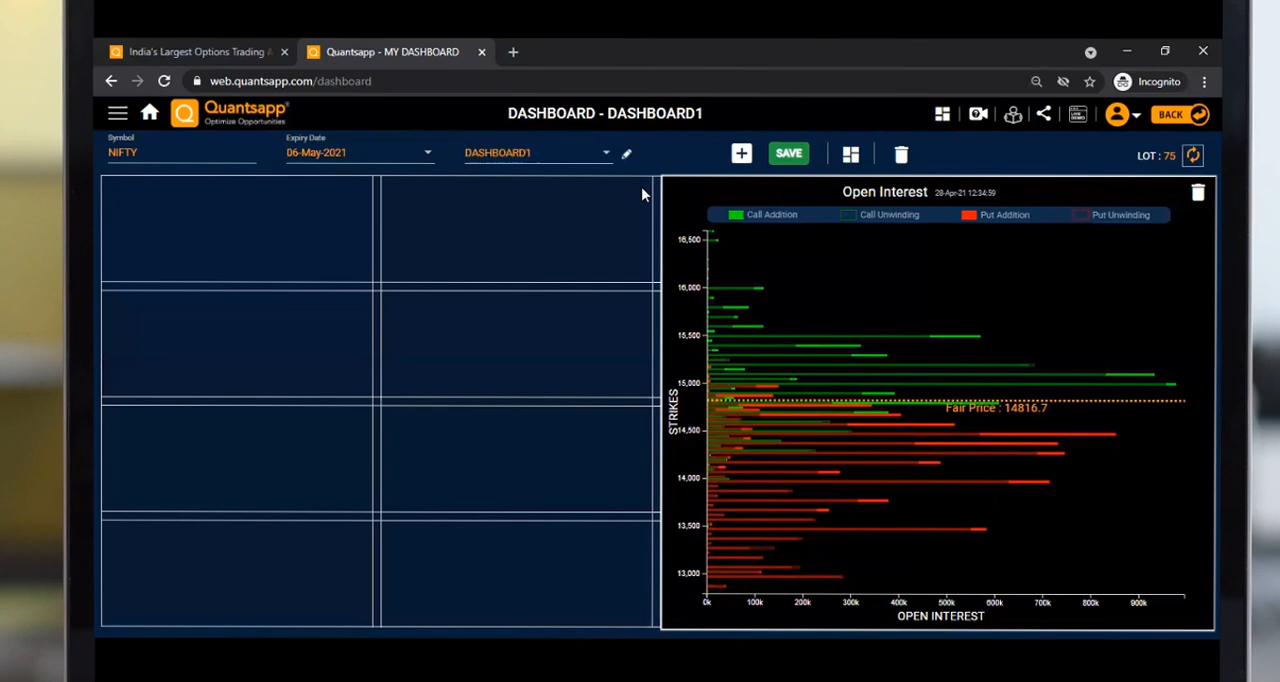 India's Largest Options Trading A
Quantsapp - MY DASHBOARD
web.quantsapp.com/dashboard
Incognito
Quantsapp
Optimize Opportunities
DASHBOARD - DASHBOARD1
BACK
Symbol
NIFTY
Expiry Date
06-May-2021
DASHBOARD1
SAVE
LOT : 75
Open Interest 28-Apr-21 12:34:59
Call Addition
Call Unwinding
Put Addition
Put Unwinding
16,500
16,000
15,500
15,000
14,500
14,000
13,500
13,000
STRIKES
Fair Price : 14816.7
0k 100k 200k 300k 400k 500k 600k 700k 800k 900k
OPEN INTEREST